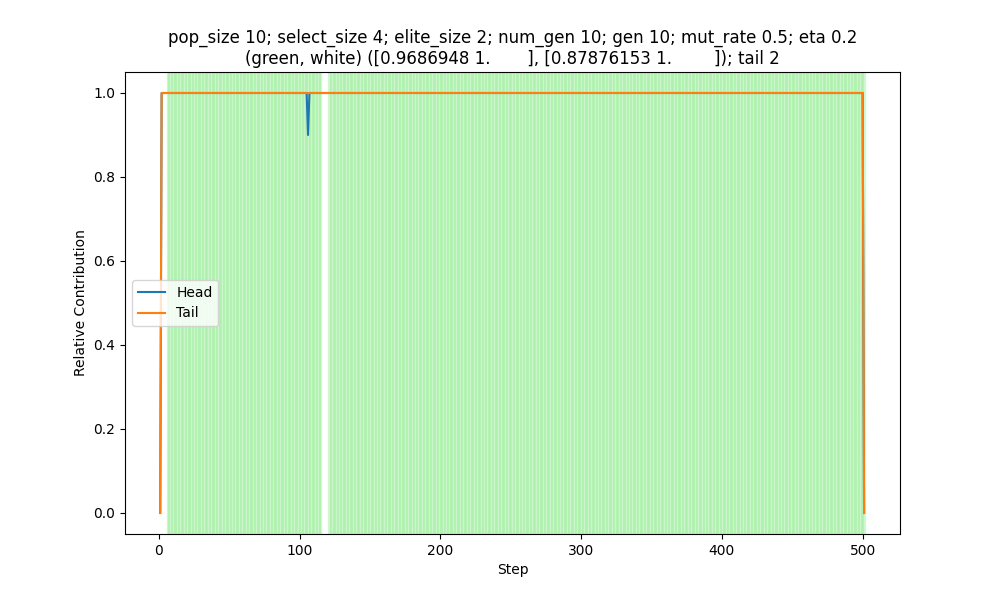 pop_size 10; select_size 4; elite_size 2; num_gen 10; gen 10; mut_rate 0.5; eta 0.2
(green, white) ([0.9686948 1.       ], [0.87876153 1.        ]); tail 2
1.0
0.8
0.6
0.4
0.2
0.0
Relative Contribution
Head
Tail
0
100
200
300
400
500
Step